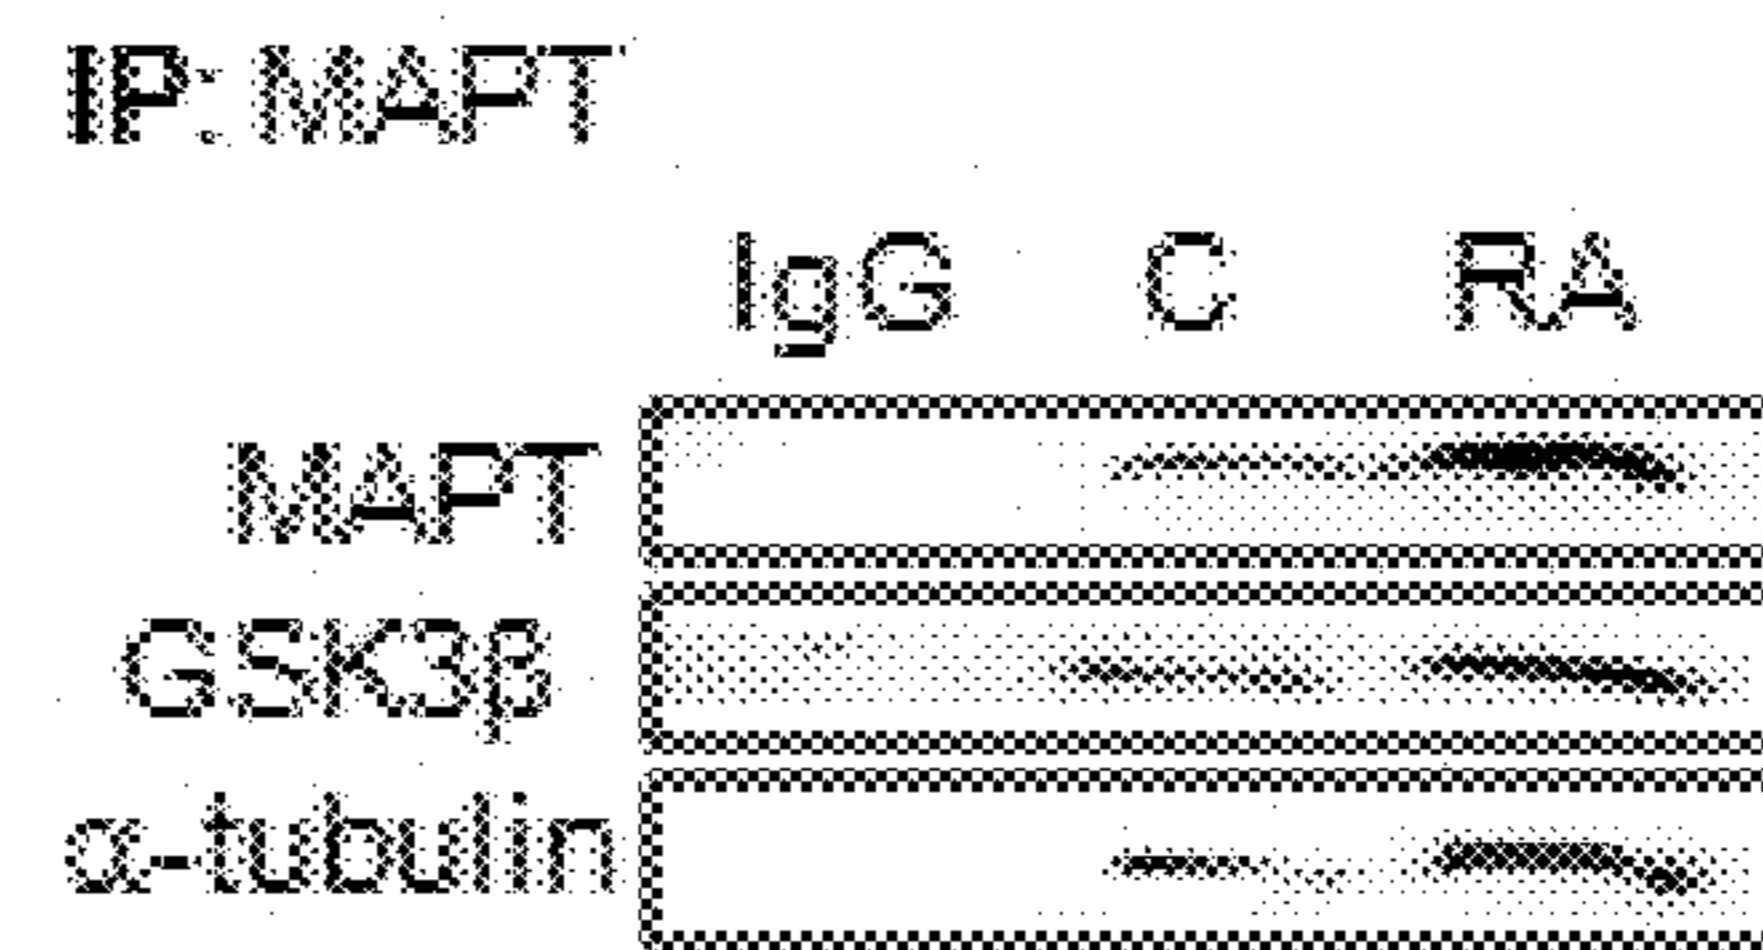 IP: MAPT
IgG C RA
MAPT
GSK3β
α-tubulin